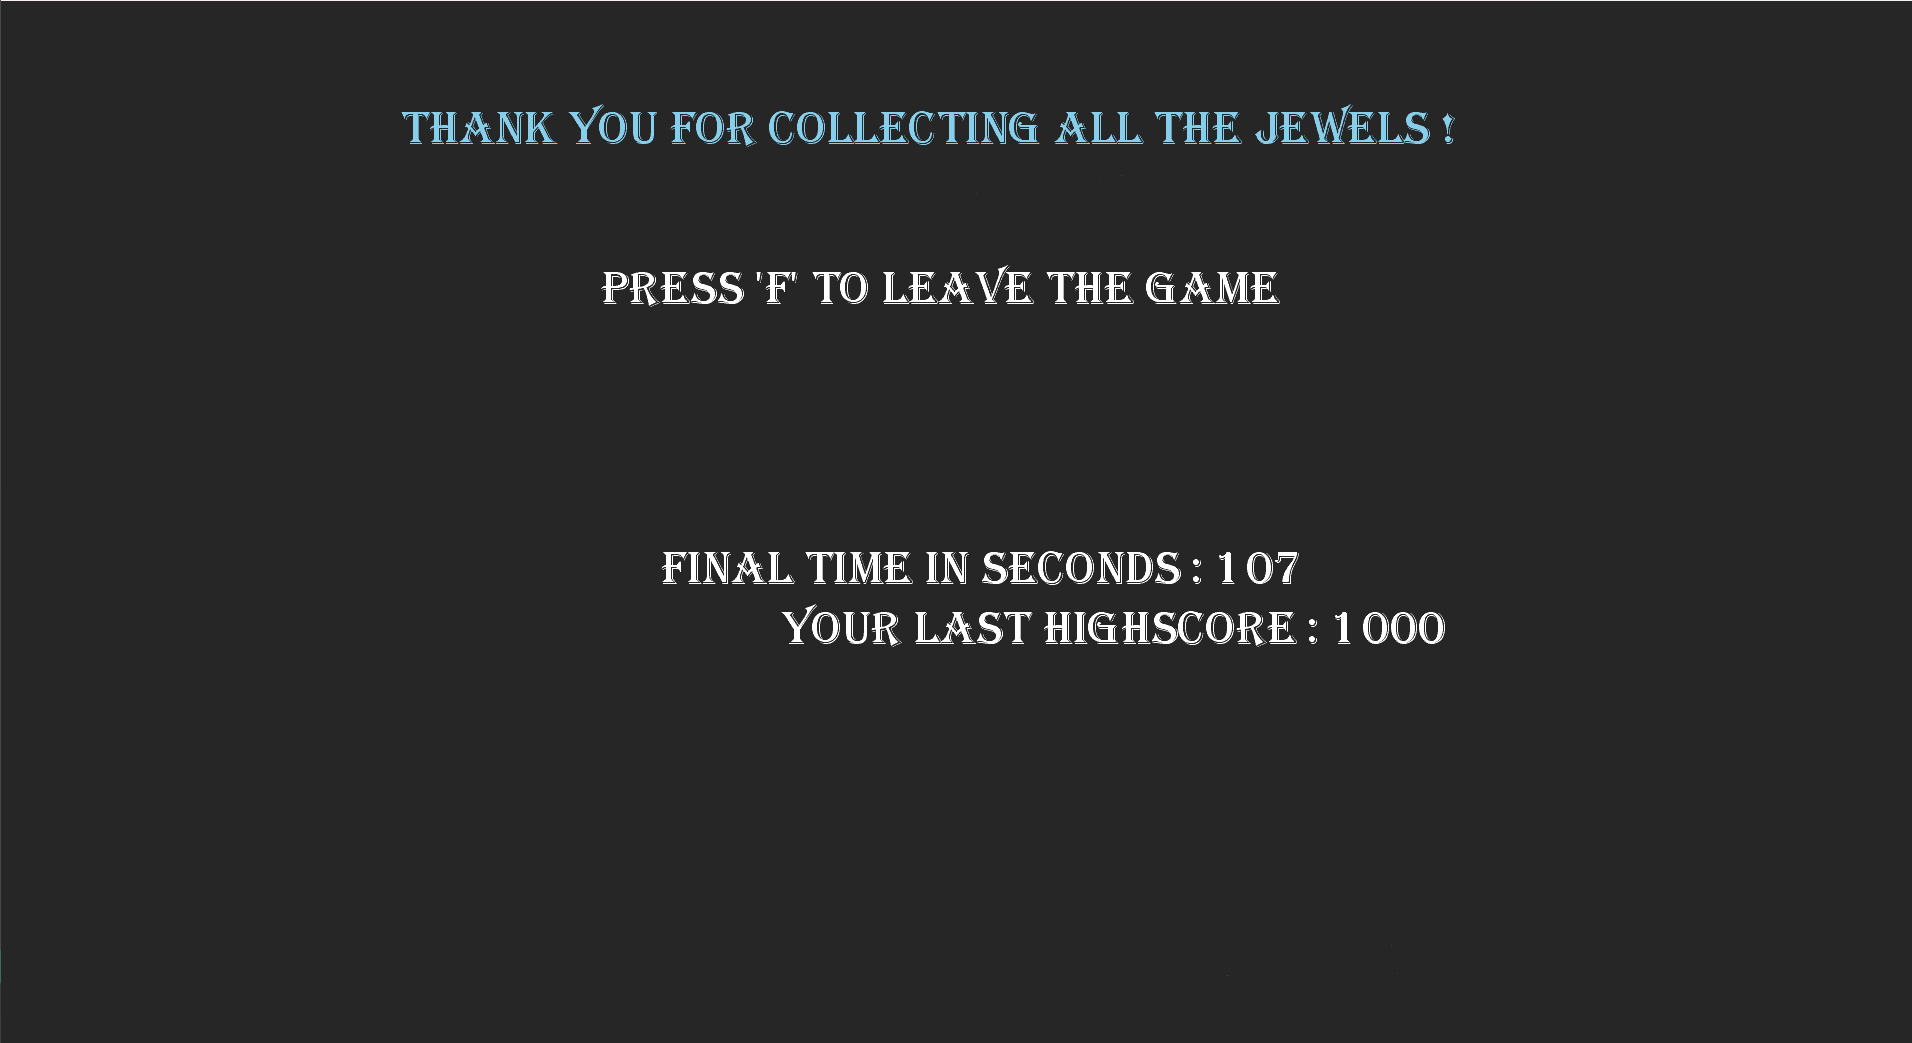 THANK YOU FOR COLLECTING ALL THE JEWELS !
PRESS 'F' TO LEAVE THE GAME
FINAL TIME IN SECONDS : 107
YOUR LAST HIGHSCORE : 1000